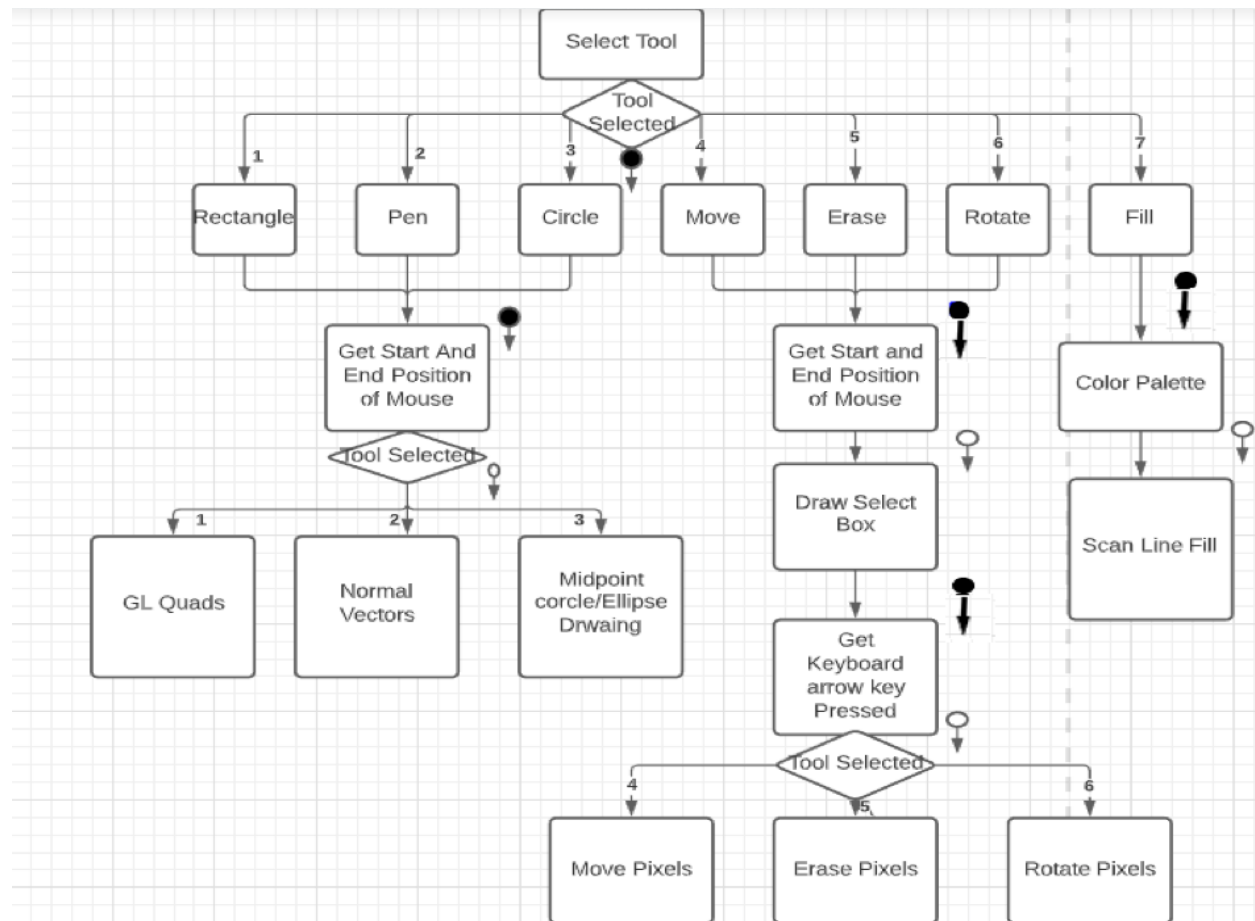 Select Tool
Tool
Selected
1
2
3
4
5
6
7
Rectangle
Pen
Circle
Move
Erase
Rotate
Fill
Get Start And
End Position
of Mouse
Get Start and
End Position
of Mouse
Color Palette
Tool Selected
Draw Select
Box
1
2
3
GL Quads
Normal
Vectors
Midpoint
corcle/Ellipse
Drwaing
Scan Line Fill
Get
Keyboard
arrow key
Pressed
Tool Selected
4
5
6
Move Pixels
Erase Pixels
Rotate Pixels